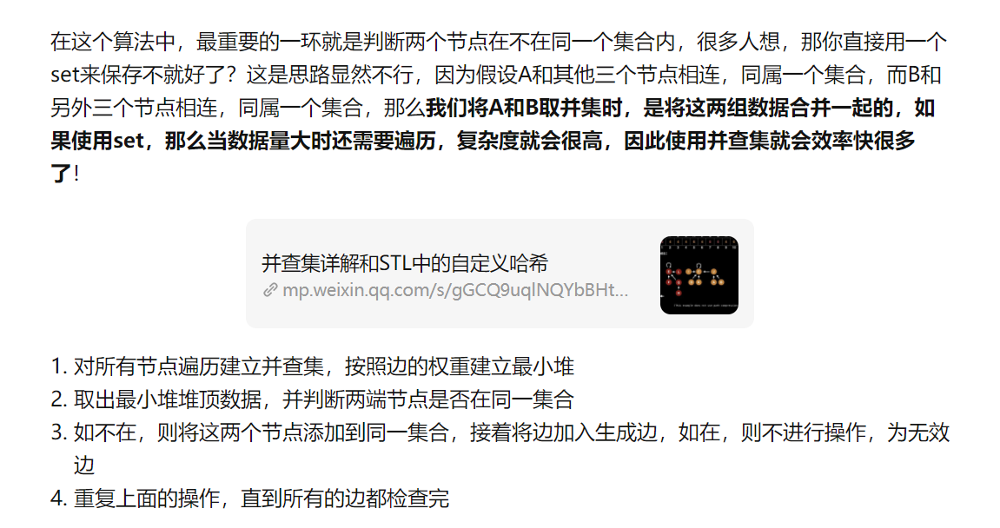 在这个算法中，最重要的一环就是判断两个节点在不在同一个集合内，很多人想，那你直接用一个
set来保存不就好了？这是思路显然不行，因为假设A和其他三个节点相连，同属一个集合，而B和
另外三个节点相连，同属一个集合，那么我们将A和B取并集时，是将这两组数据合并一起的，如
果使用set，那么当数据量大时还需要遍历，复杂度就会很高，因此使用并查集就会效率快很多
了！
并查集详解和STL中的自定义哈希
mp.weixin.qq.com/s/gGCQ9uqlNQYbBHt...
1. 对所有节点遍历建立并查集，按照边的权重建立最小堆
2. 取出最小堆堆顶数据，并判断两端节点是否在同一集合
3. 如不在，则将这两个节点添加到同一集合，接着将边加入生成边，如在，则不进行操作，为无效
边
4. 重复上面的操作，直到所有的边都检查完